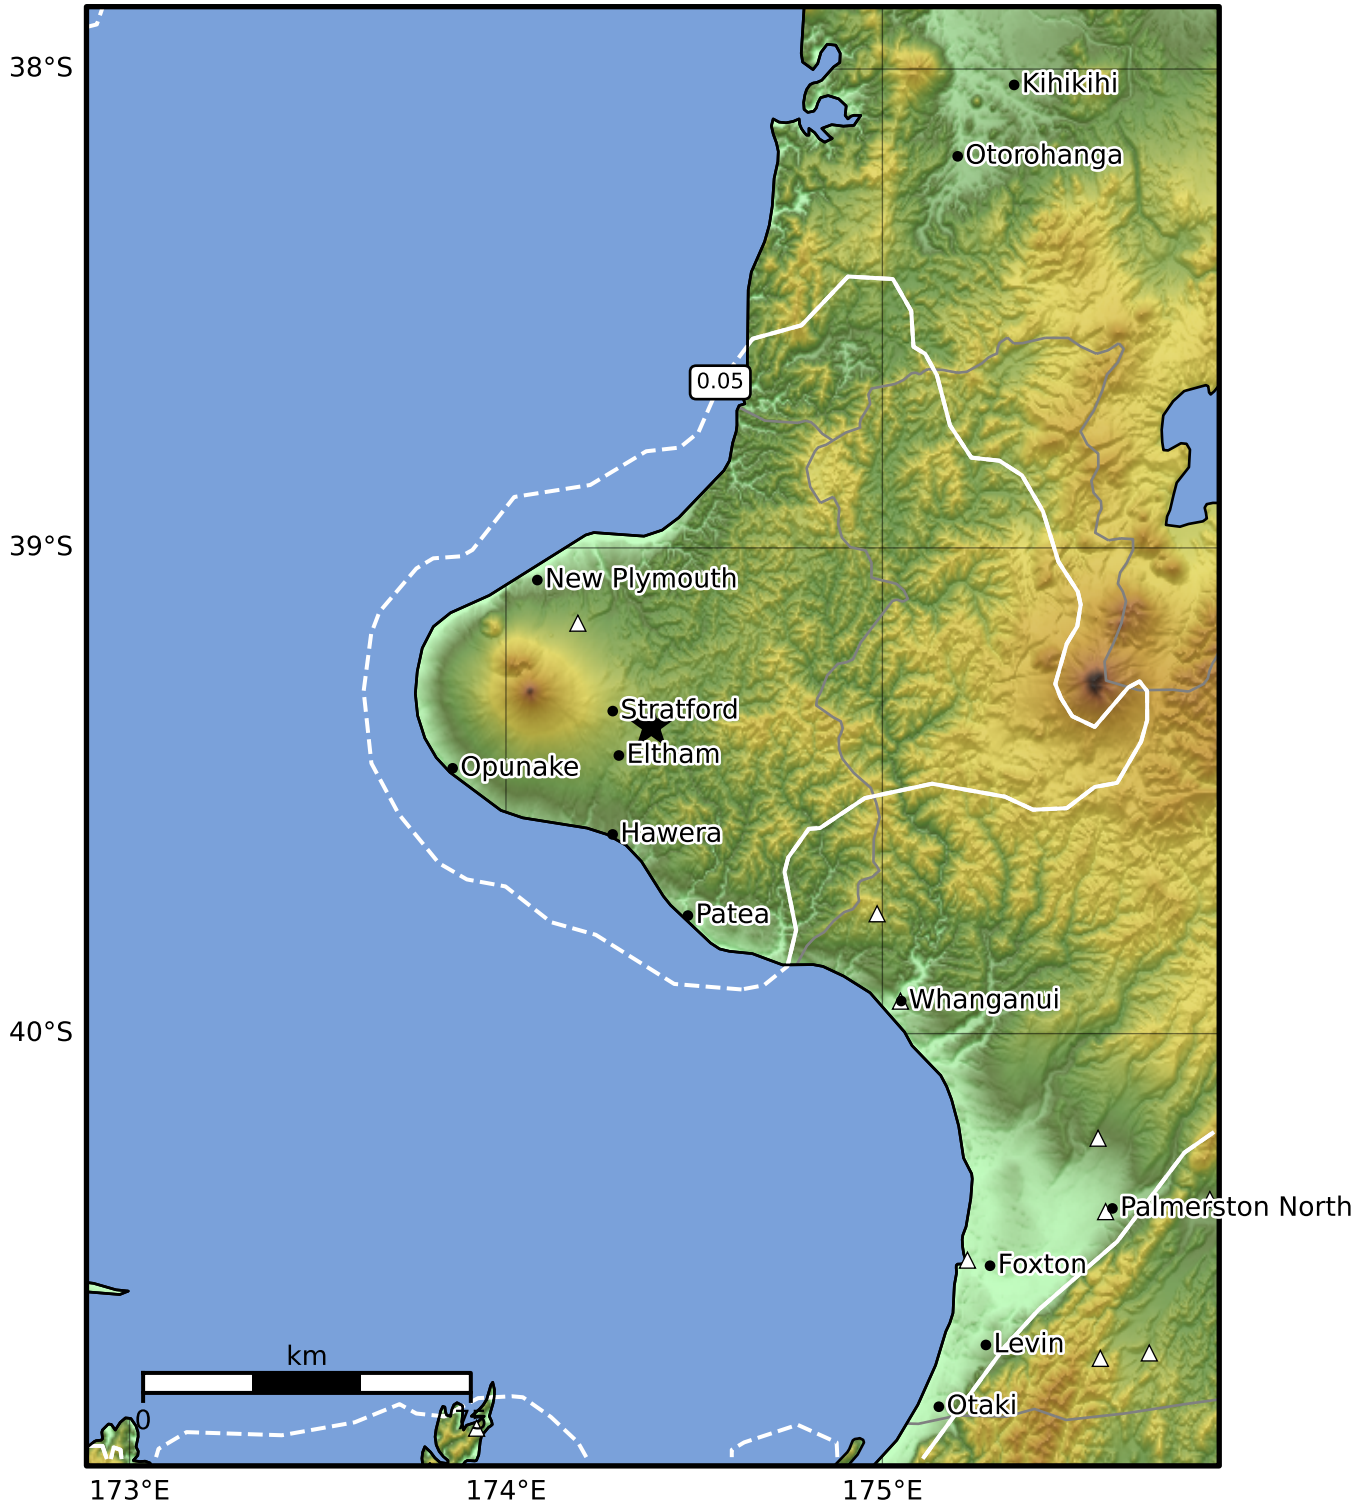 38°S
Kihikihi
Otorohanga
0.05
39°S
New Plymouth
Stratford
Eltham
Opunake
Hawera
Patea
Whanganui
40°S
Palmerston North
Foxton
Levin
km
Otaki
0 75
173°E 174°E 175°E